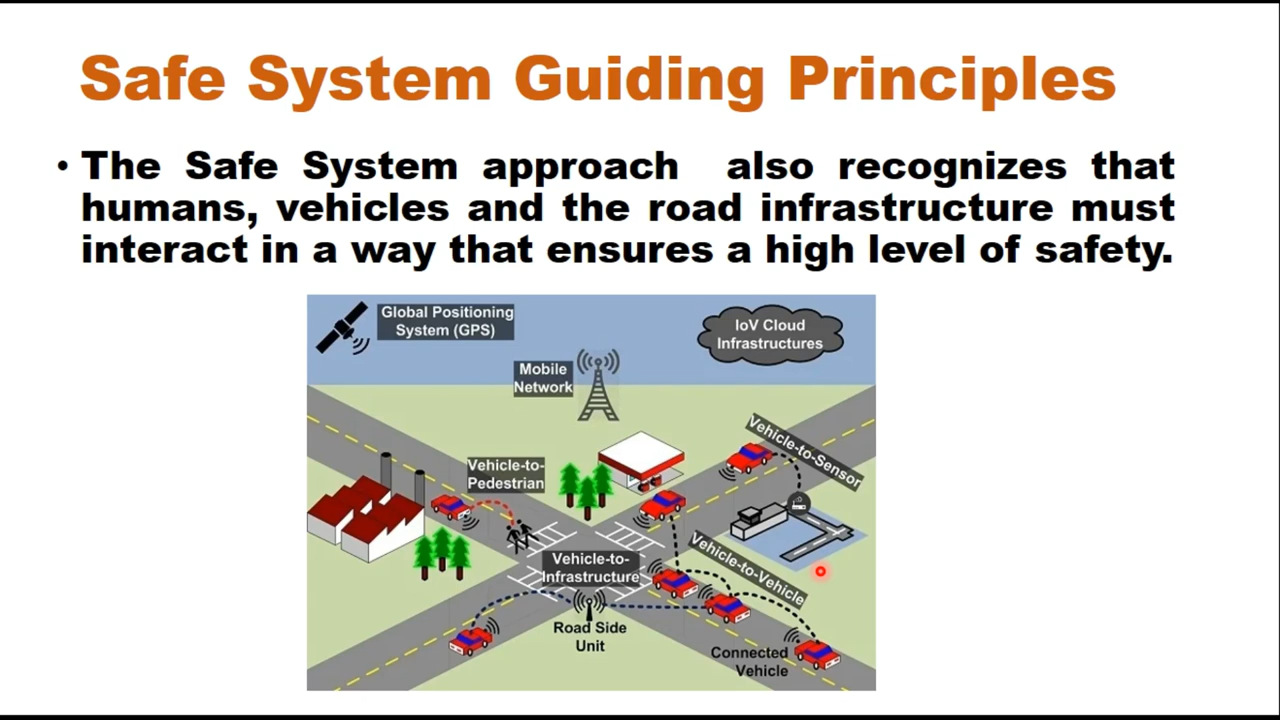 Safe System Guiding Principles
• The Safe System approach also recognizes that
humans, vehicles and the road infrastructure must
interact in a way that ensures a high level of safety.
Global Positioning
System (GPS)
IoV Cloud
Infrastructures
Mobile
Network
Vehicle-to-Sensor
Vehicle-to-
Pedestrian
Vehicle-to-
Infrastructure
Vehicle-to-Vehicle
Road Side
Unit
Connected
Vehicle